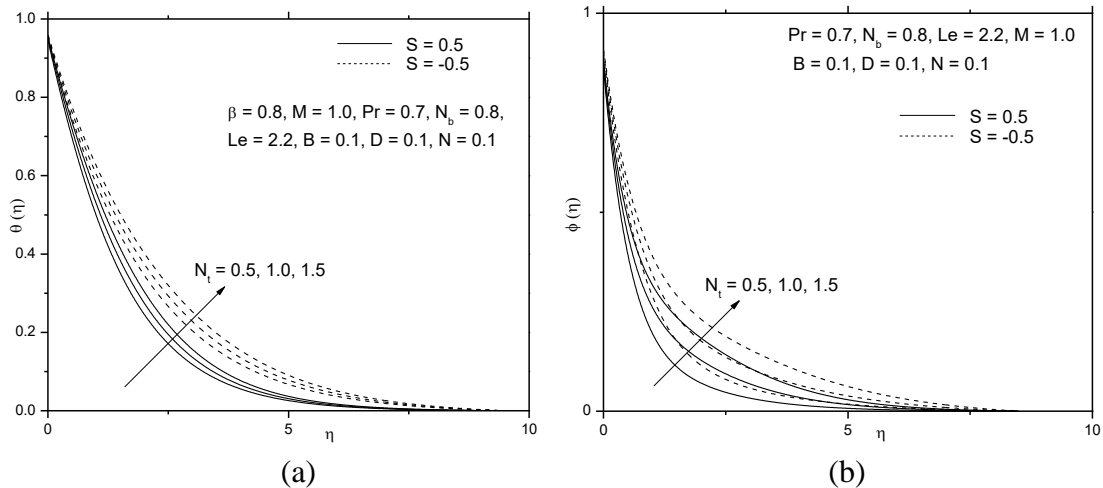 1.0
0.8
0.6
0.4
0.2
0.0
θ (η)
S = 0.5
S = -0.5
β = 0.8, M = 1.0, Pr = 0.7, N_b = 0.8,
Le = 2.2, B = 0.1, D = 0.1, N = 0.1
N_t = 0.5, 1.0, 1.5
0 5 10
η
(a)
1
0
ϕ (η)
Pr = 0.7, N_b = 0.8, Le = 2.2, M = 1.0
B = 0.1, D = 0.1, N = 0.1
S = 0.5
S = -0.5
N_t = 0.5, 1.0, 1.5
0 5 10
η
(b)